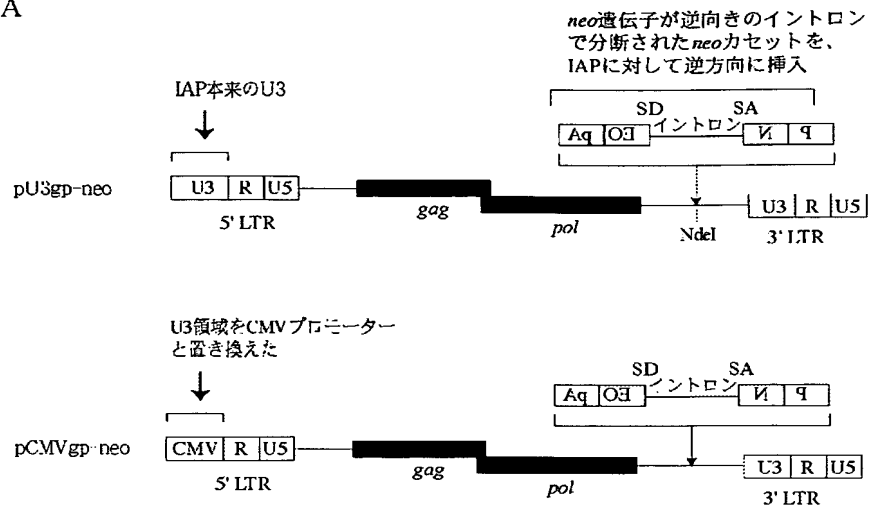 A
neo遺伝子が逆向きのイントロン
で分断されたneoカセットを、
IAPに対して逆方向に挿入
IAP本来のU3
SD イントロン SA
pA EO N P
pU3gp-neo
U3 R U5
gag
pol
NdeI
U3 R U5
5' LTR
3' LTR
U3領域をCMVプロモーター
と置き換えた
SD イントロン SA
pA EO N P
pCMVgp-neo
CMV R U5
gag
pol
U3 R U5
5' LTR
3' LTR